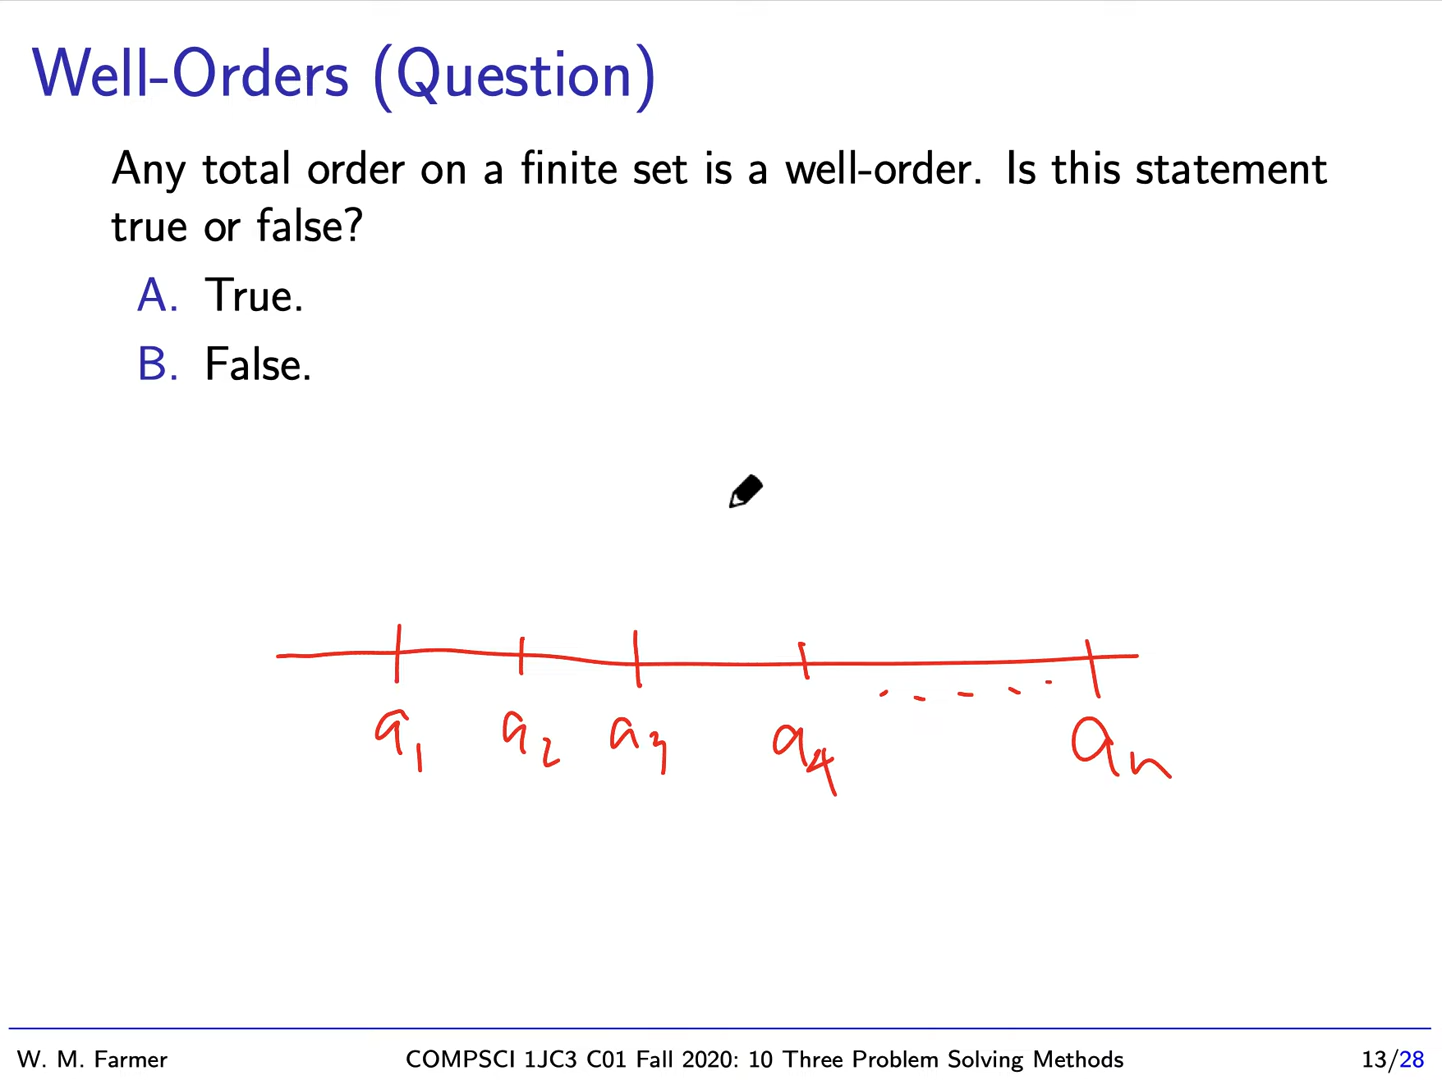 Well-Orders (Question)
Any total order on a finite set is a well-order. Is this statement
true or false?
A. True.
B. False.
a₁ a₂ a₃ a₄ - - - - - aₙ
W. M. Farmer COMPSCI 1JC3 C01 Fall 2020: 10 Three Problem Solving Methods 13/28